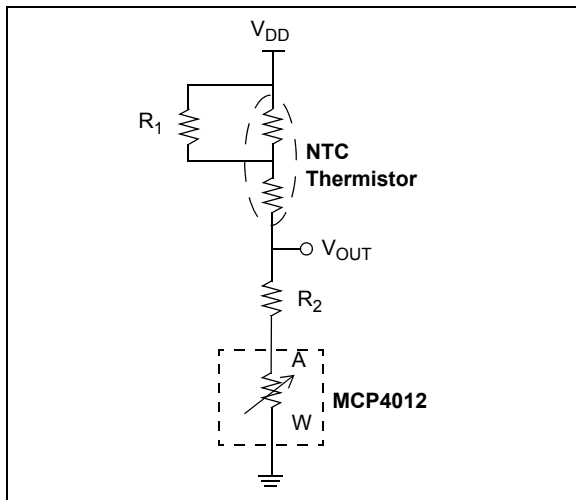 V_DD
R_1
NTC
Thermistor
V_OUT
R_2
A
MCP4012
W